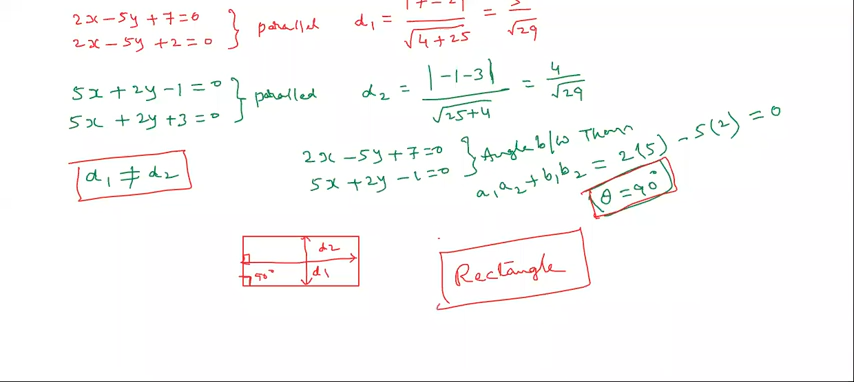 2x-5y+7=0
2x-5y+2=0 } parallel d₁ = |7-2| / √4+25 = 5 / √29
5x+2y-1=0
5x+2y+3=0 } parallel d₂ = |-1-3| / √25+4 = 4 / √29
d₁ ≠ d₂
2x-5y+7=0
5x+2y-1=0 } Angle b/w Them
a₁a₂+b₁b₂ = 2(5) - 5(2) = 0
θ = 90°
d2
d1
90°
Rectangle